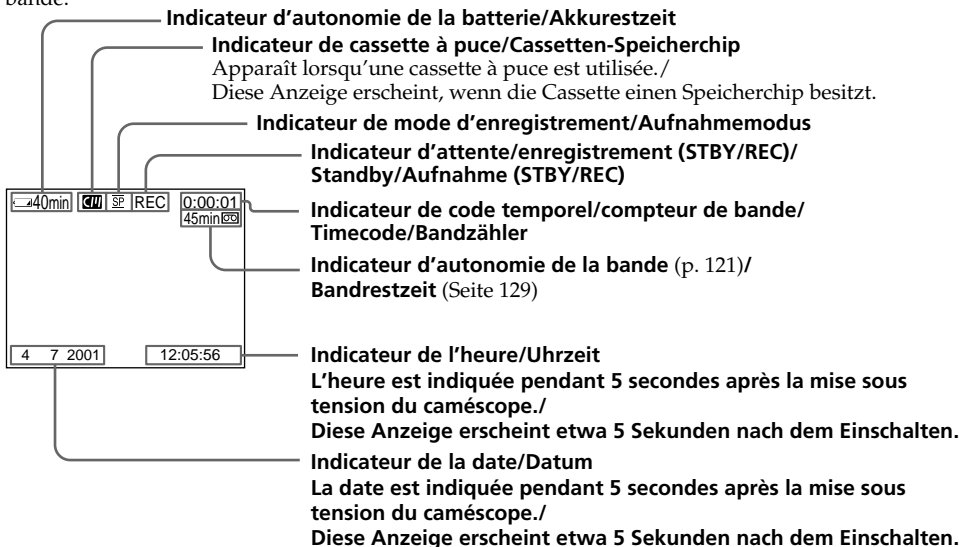 bande.
Indicateur d’autonomie de la batterie/Akkurestzeit
Indicateur de cassette à puce/Cassetten-Speicherchip
Apparaît lorsqu’une cassette à puce est utilisée./
Diese Anzeige erscheint, wenn die Cassette einen Speicherchip besitzt.
Indicateur de mode d’enregistrement/Aufnahmemodus
Indicateur d’attente/enregistrement (STBY/REC)/
Standby/Aufnahme (STBY/REC)
40min SP REC 0:00:01
45min
Indicateur de code temporel/compteur de bande/
Timecode/Bandzähler
Indicateur d’autonomie de la bande (p. 121)/
Bandrestzeit (Seite 129)
4 7 2001 12:05:56
Indicateur de l’heure/Uhrzeit
L’heure est indiquée pendant 5 secondes après la mise sous
tension du caméscope./
Diese Anzeige erscheint etwa 5 Sekunden nach dem Einschalten.
Indicateur de la date/Datum
La date est indiquée pendant 5 secondes après la mise sous
tension du caméscope./
Diese Anzeige erscheint etwa 5 Sekunden nach dem Einschalten.